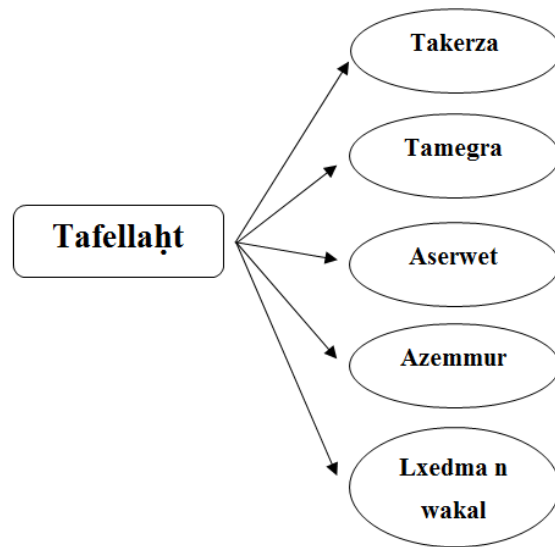 Takerza
Tamegra
Tafellaḥt
Aserwet
Azemmur
Lxedma n
wakal